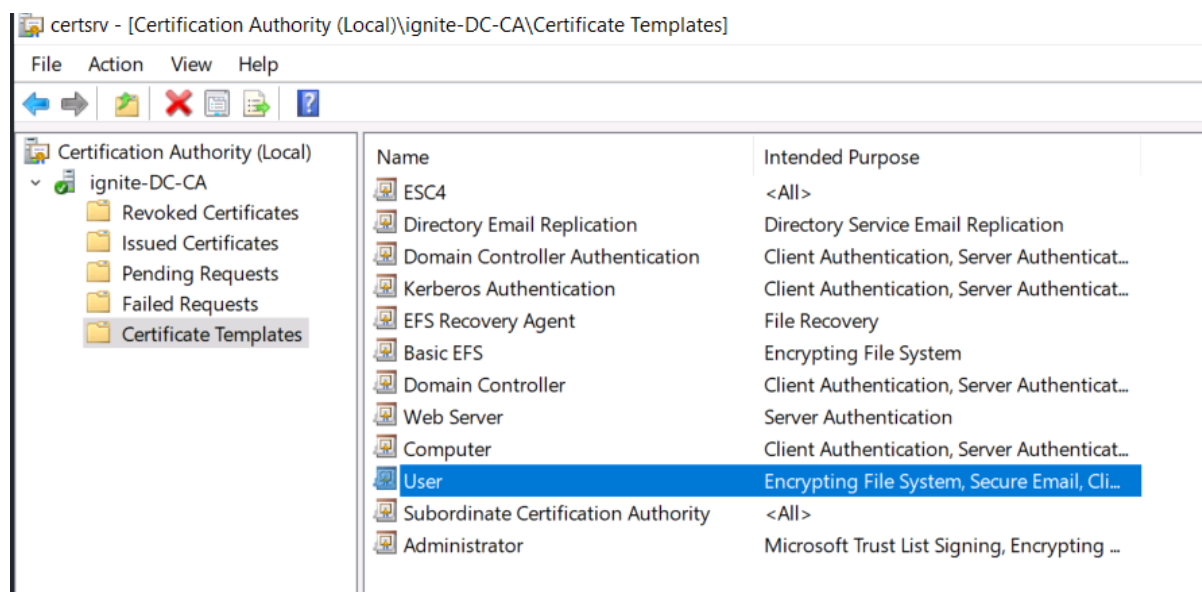 certsrv - [Certification Authority (Local)\ignite-DC-CA\Certificate Templates]
File Action View Help
Certification Authority (Local)
ignite-DC-CA
Revoked Certificates
Issued Certificates
Pending Requests
Failed Requests
Certificate Templates
Name Intended Purpose
ESC4 <All>
Directory Email Replication Directory Service Email Replication
Domain Controller Authentication Client Authentication, Server Authenticat...
Kerberos Authentication Client Authentication, Server Authenticat...
EFS Recovery Agent File Recovery
Basic EFS Encrypting File System
Domain Controller Client Authentication, Server Authenticat...
Web Server Server Authentication
Computer Client Authentication, Server Authenticat...
User Encrypting File System, Secure Email, Cli...
Subordinate Certification Authority <All>
Administrator Microsoft Trust List Signing, Encrypting ...